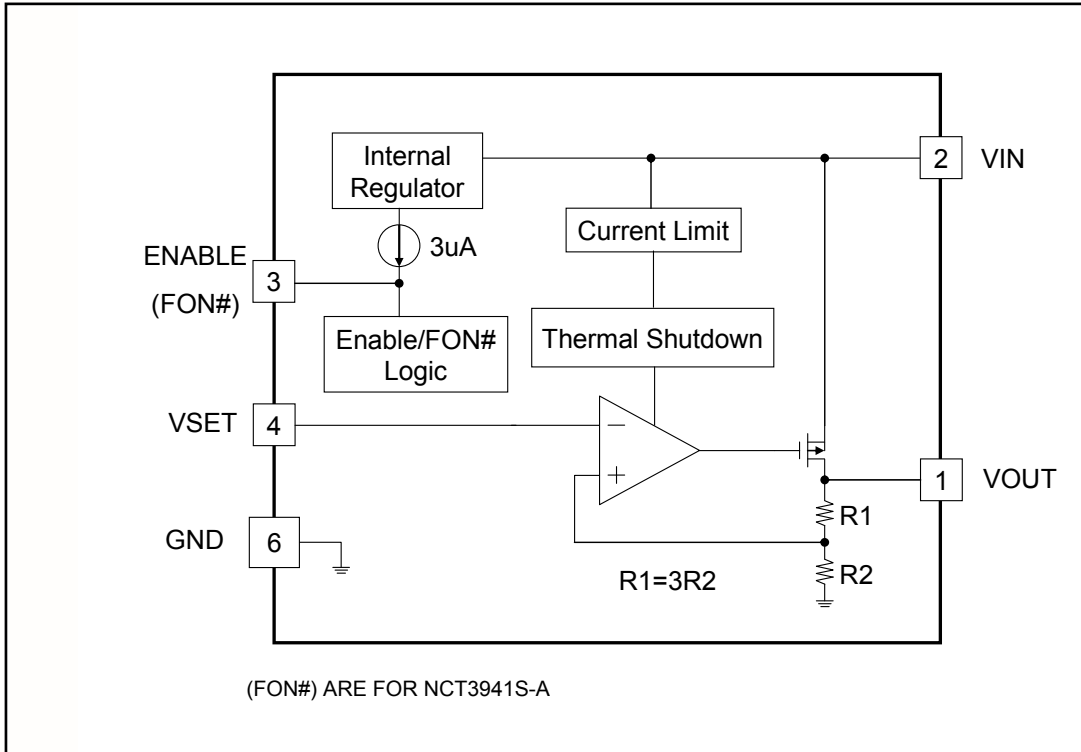 Internal
Regulator
2
VIN
3uA
Current Limit
ENABLE
3
(FON#)
Enable/FON#
Logic
Thermal Shutdown
VSET
4
−
+
1
VOUT
R1
GND
6
R1=3R2
R2
(FON#) ARE FOR NCT3941S-A